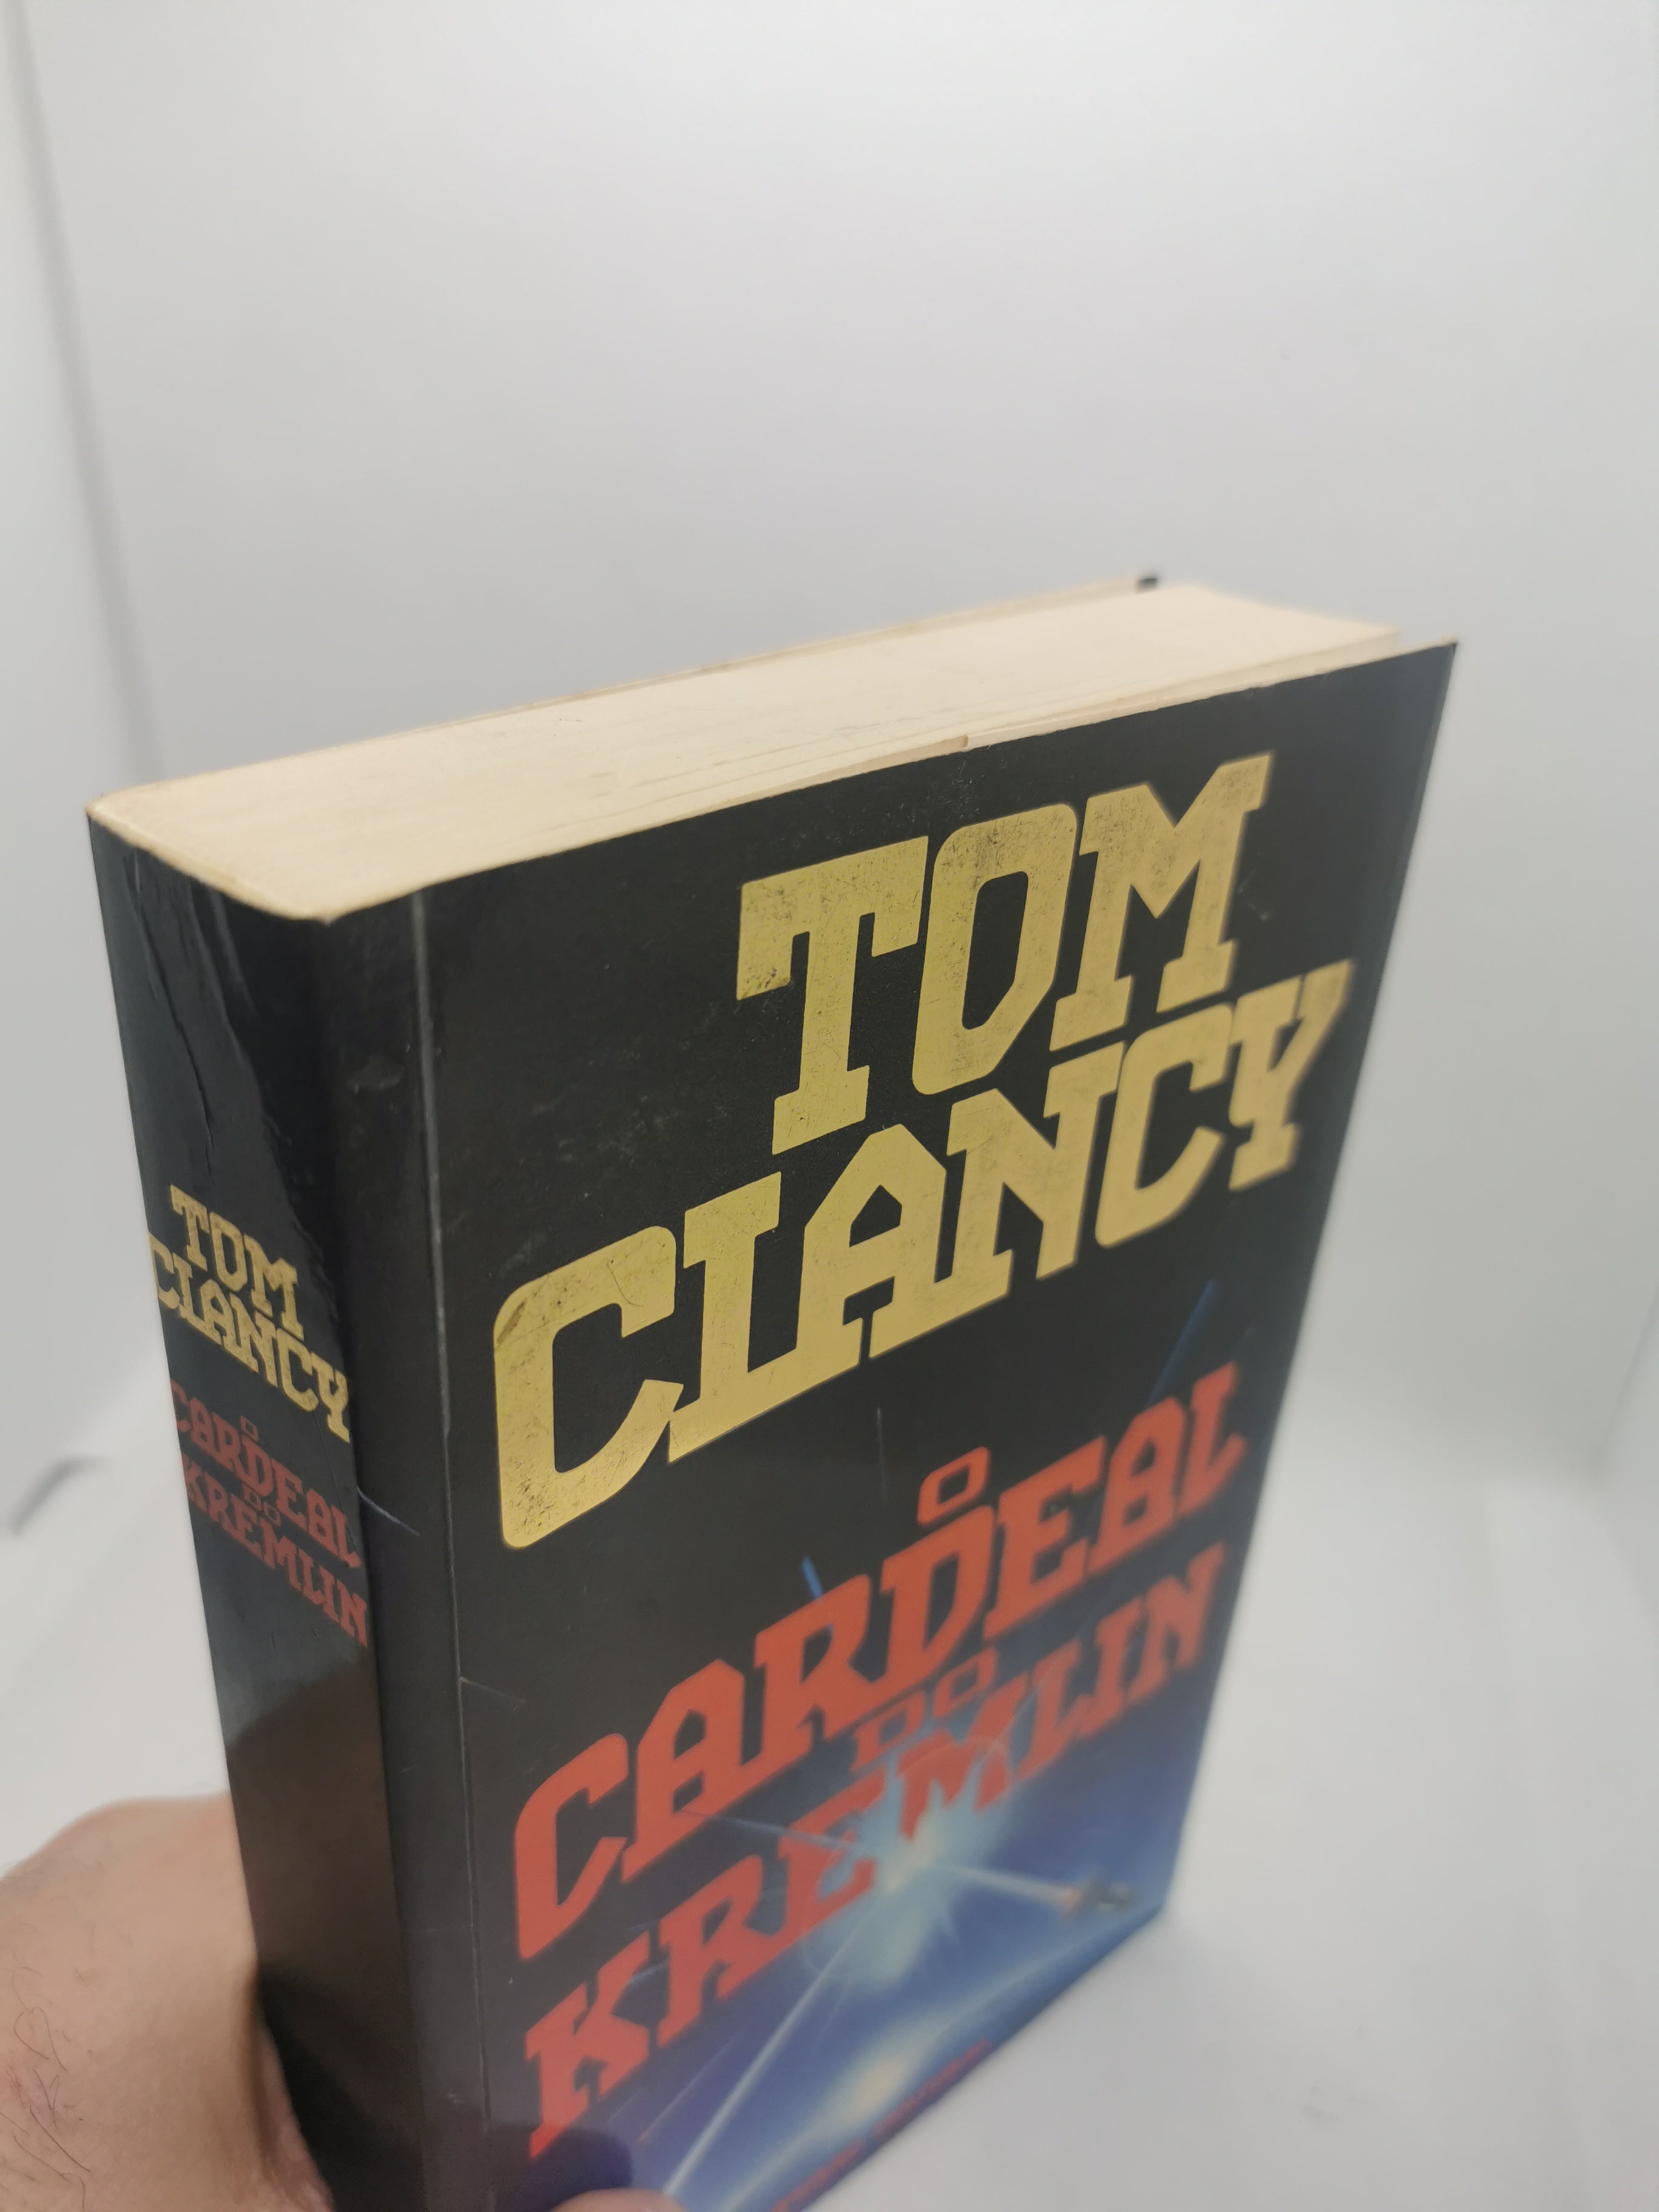 TOM
CLANCY
O
CARDEAL
DO
KREMLIN
TOM
CLANCY
O
CARDEAL
DO
KREMLIN